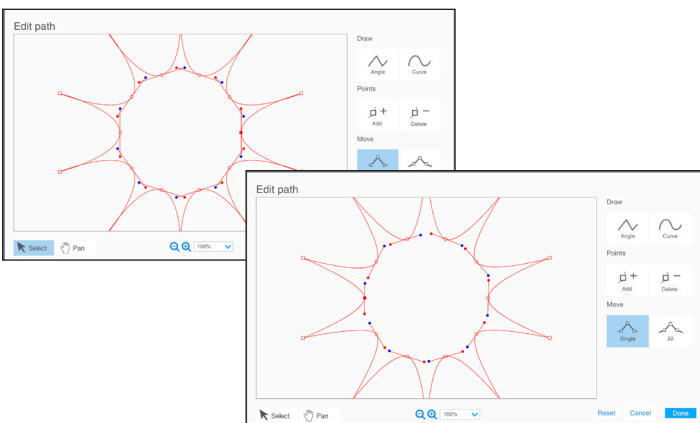 Edit path
Draw
Angle Curve
Points
Add Delete
Move
Select Pan 100%
Edit path
Draw
Angle Curve
Points
Add Delete
Move
Single All
Select Pan 100% Reset Cancel Done